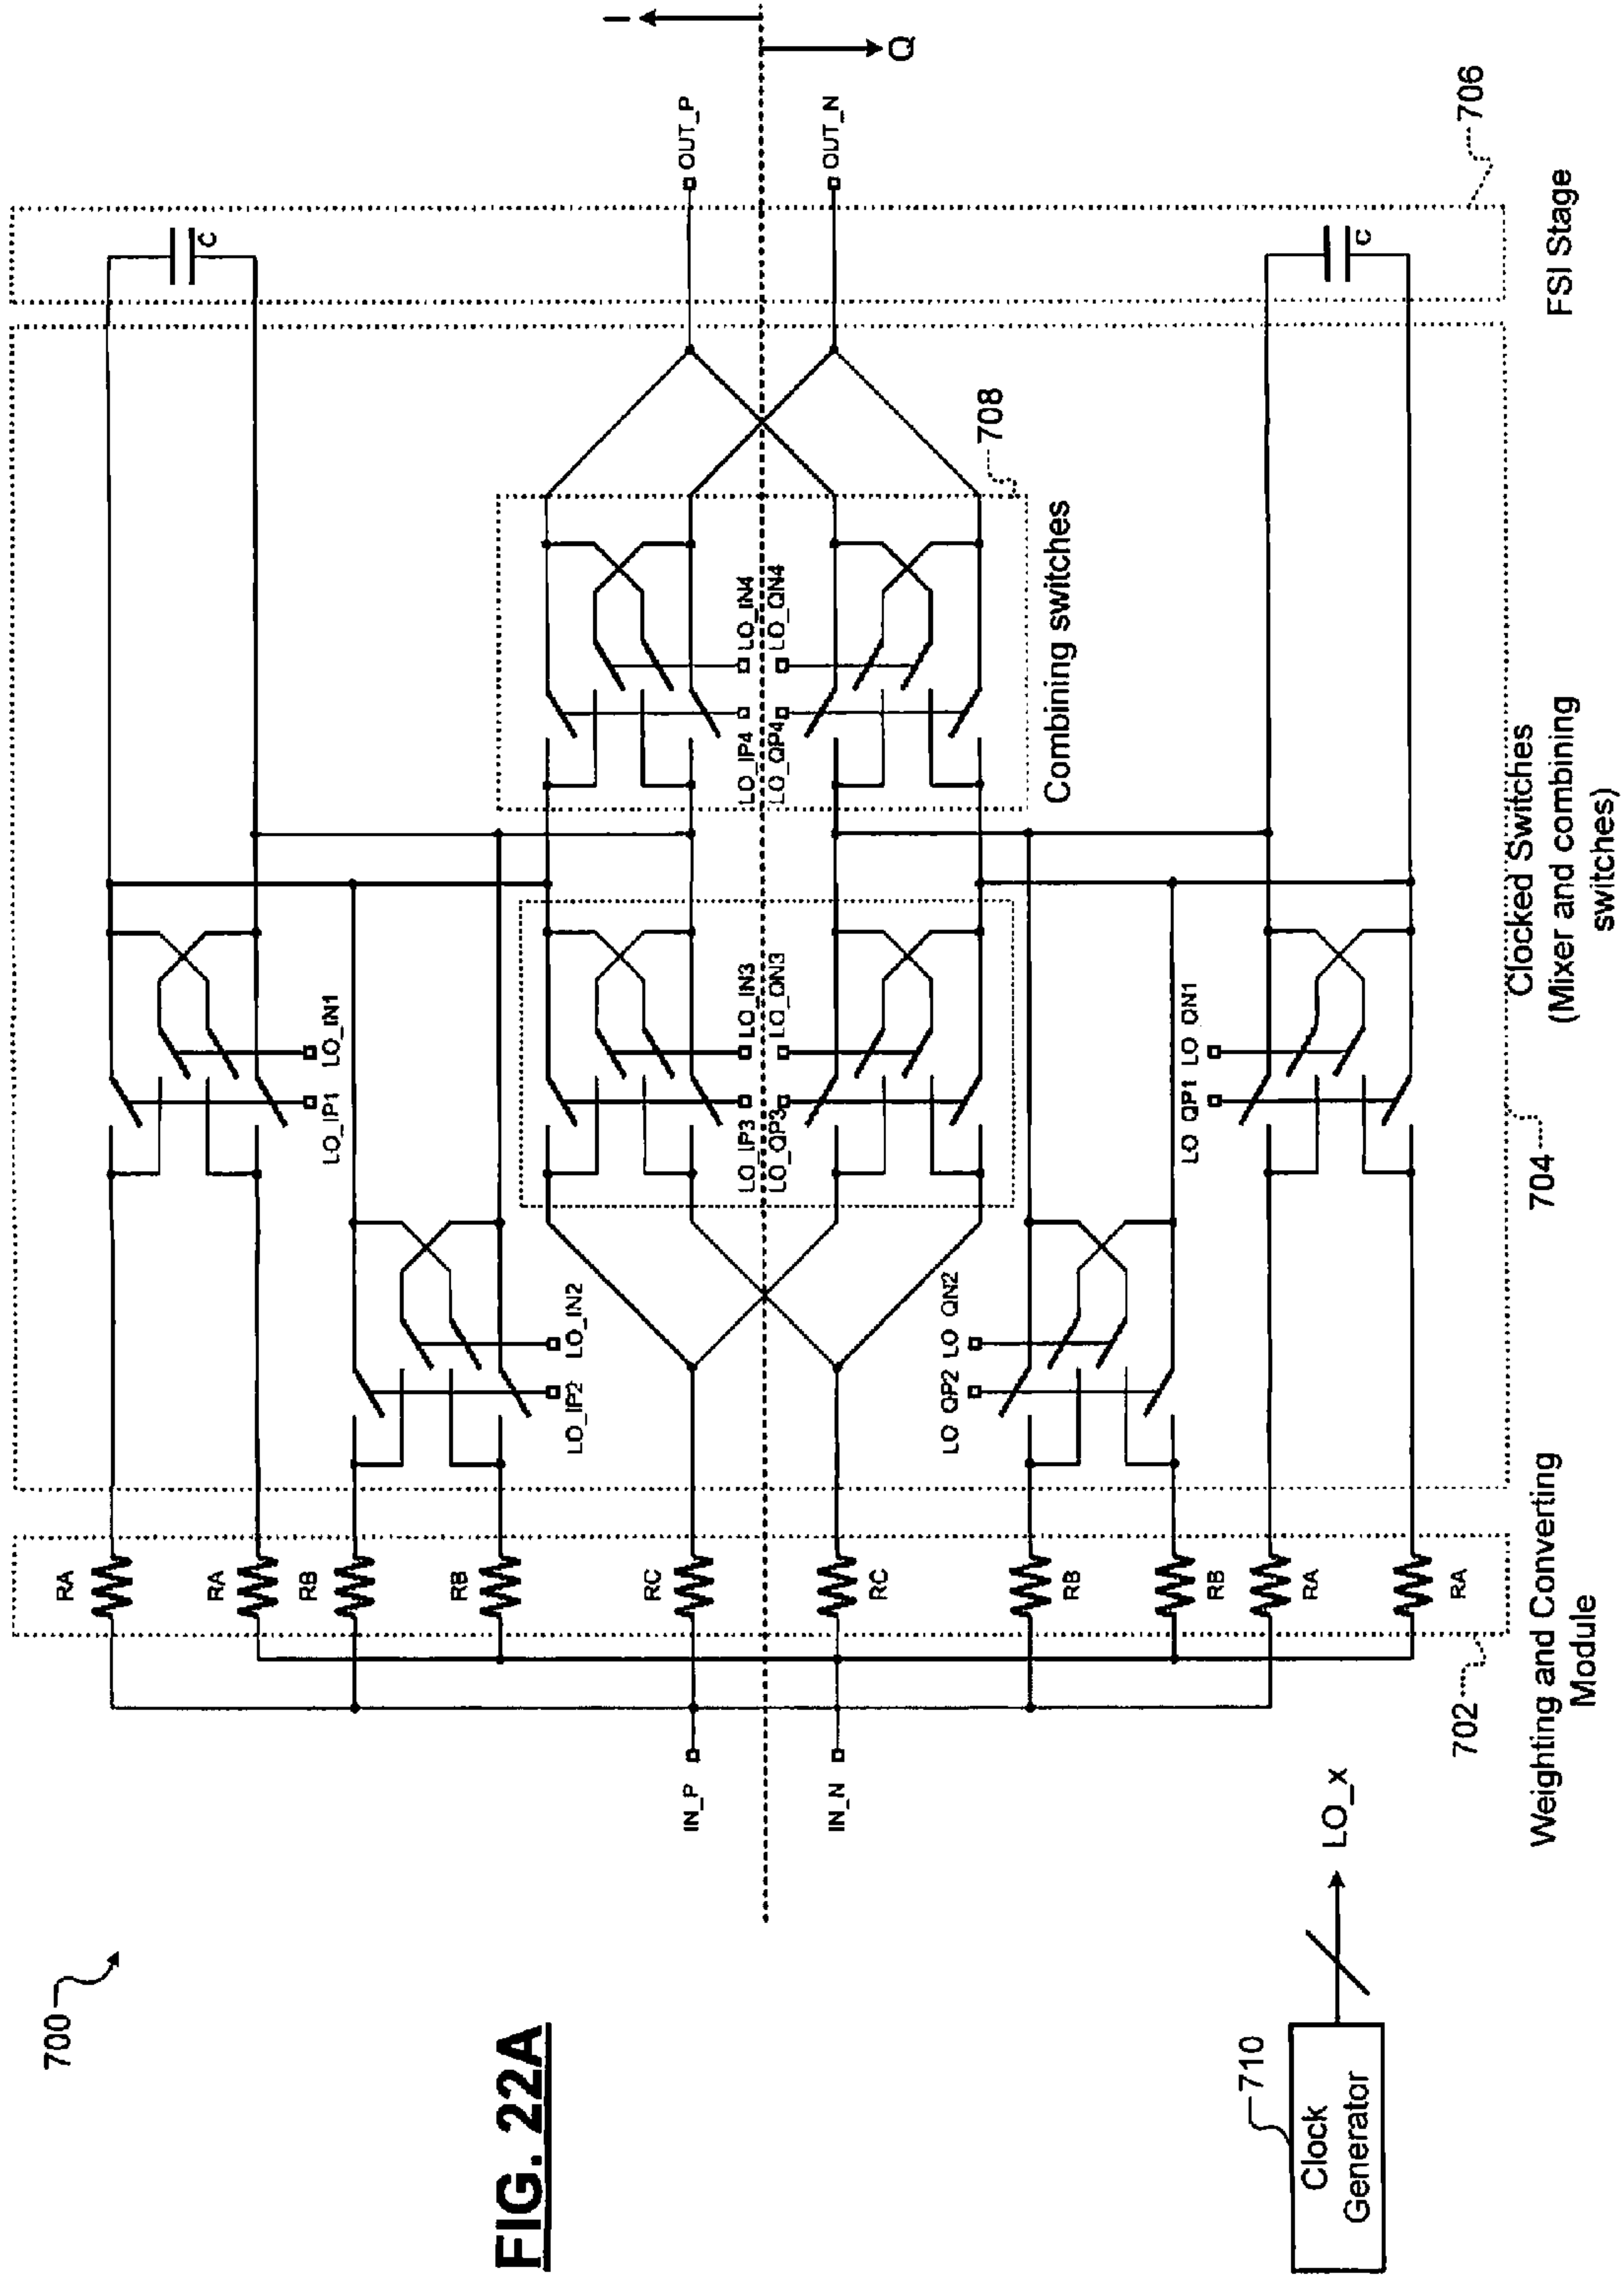 700
FIG. 22A
710
Clock
Generator
LO_x
IN_P
IN_N
702
Weighting and Converting
Module
RA
RA
RB
RB
RC
RC
RB
RB
RA
RA
LO_IP1
LO_IN1
LO_IP2
LO_IN2
LO_IP3
LO_IN3
LO_QP3
LO_QN3
LO_QP2
LO_QN2
LO_QP1
LO_QN1
LO_IP4
LO_IN4
LO_QP4
LO_QN4
708
Combining switches
704
Clocked Switches
(Mixer and combining
switches)
C
C
706
FSI Stage
OUT_P
OUT_N
I
Q